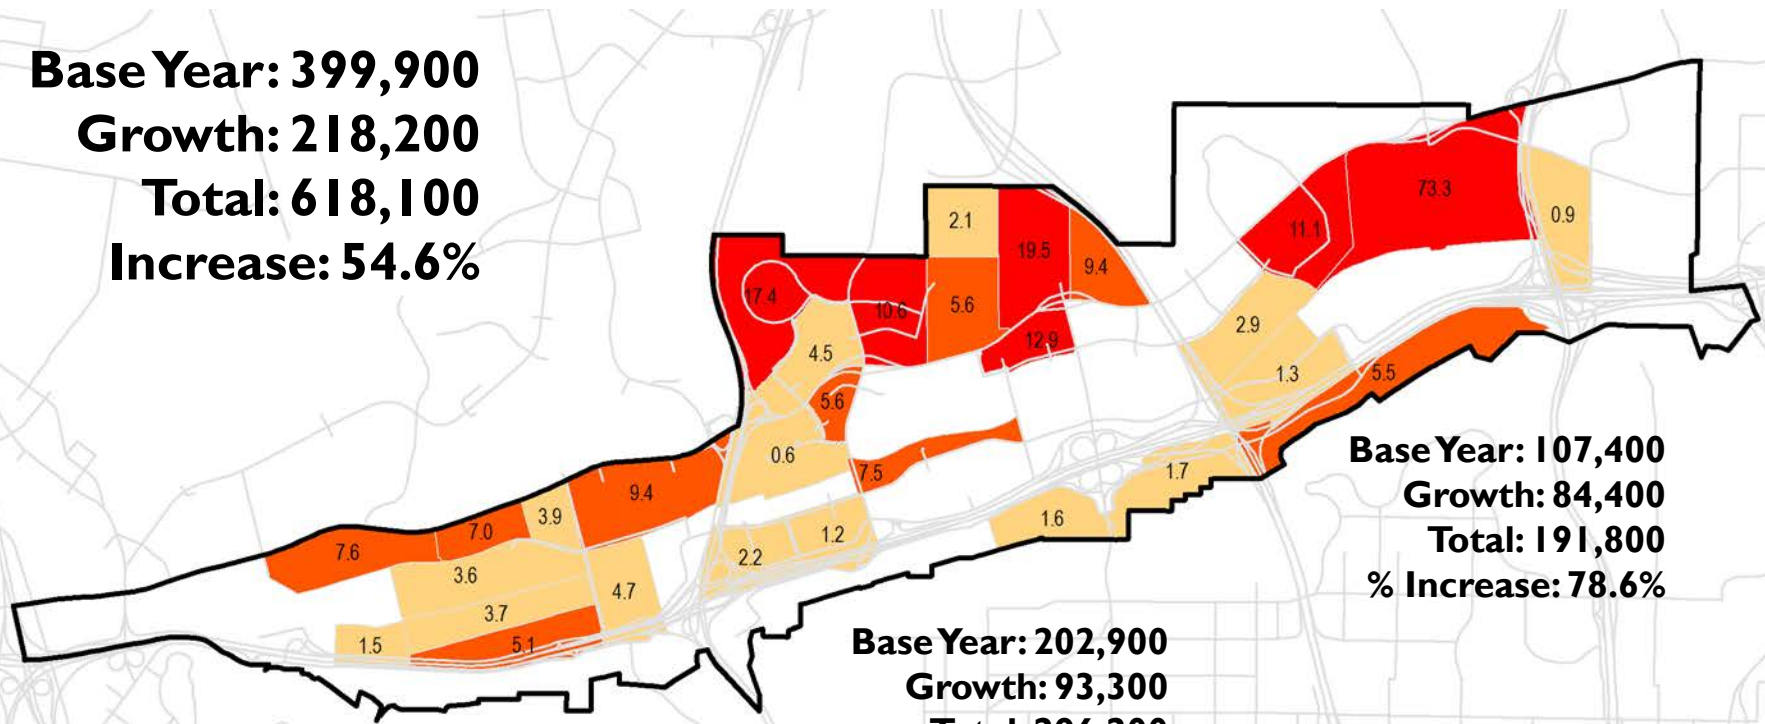 Base Year: 399,900
Growth: 218,200
Total: 618,100
Increase: 54.6%
73.3
11.1
0.9
2.1
19.5
9.4
17.4
10.6
5.6
12.9
4.5
2.9
1.3
5.5
5.6
0.6
7.5
1.7
9.4
3.9
7.0
7.6
1.6
1.2
2.2
3.6
4.7
3.7
1.5
5.1
Base Year: 107,400
Growth: 84,400
Total: 191,800
% Increase: 78.6%
Base Year: 202,900
Growth: 93,300
Total: 296,200